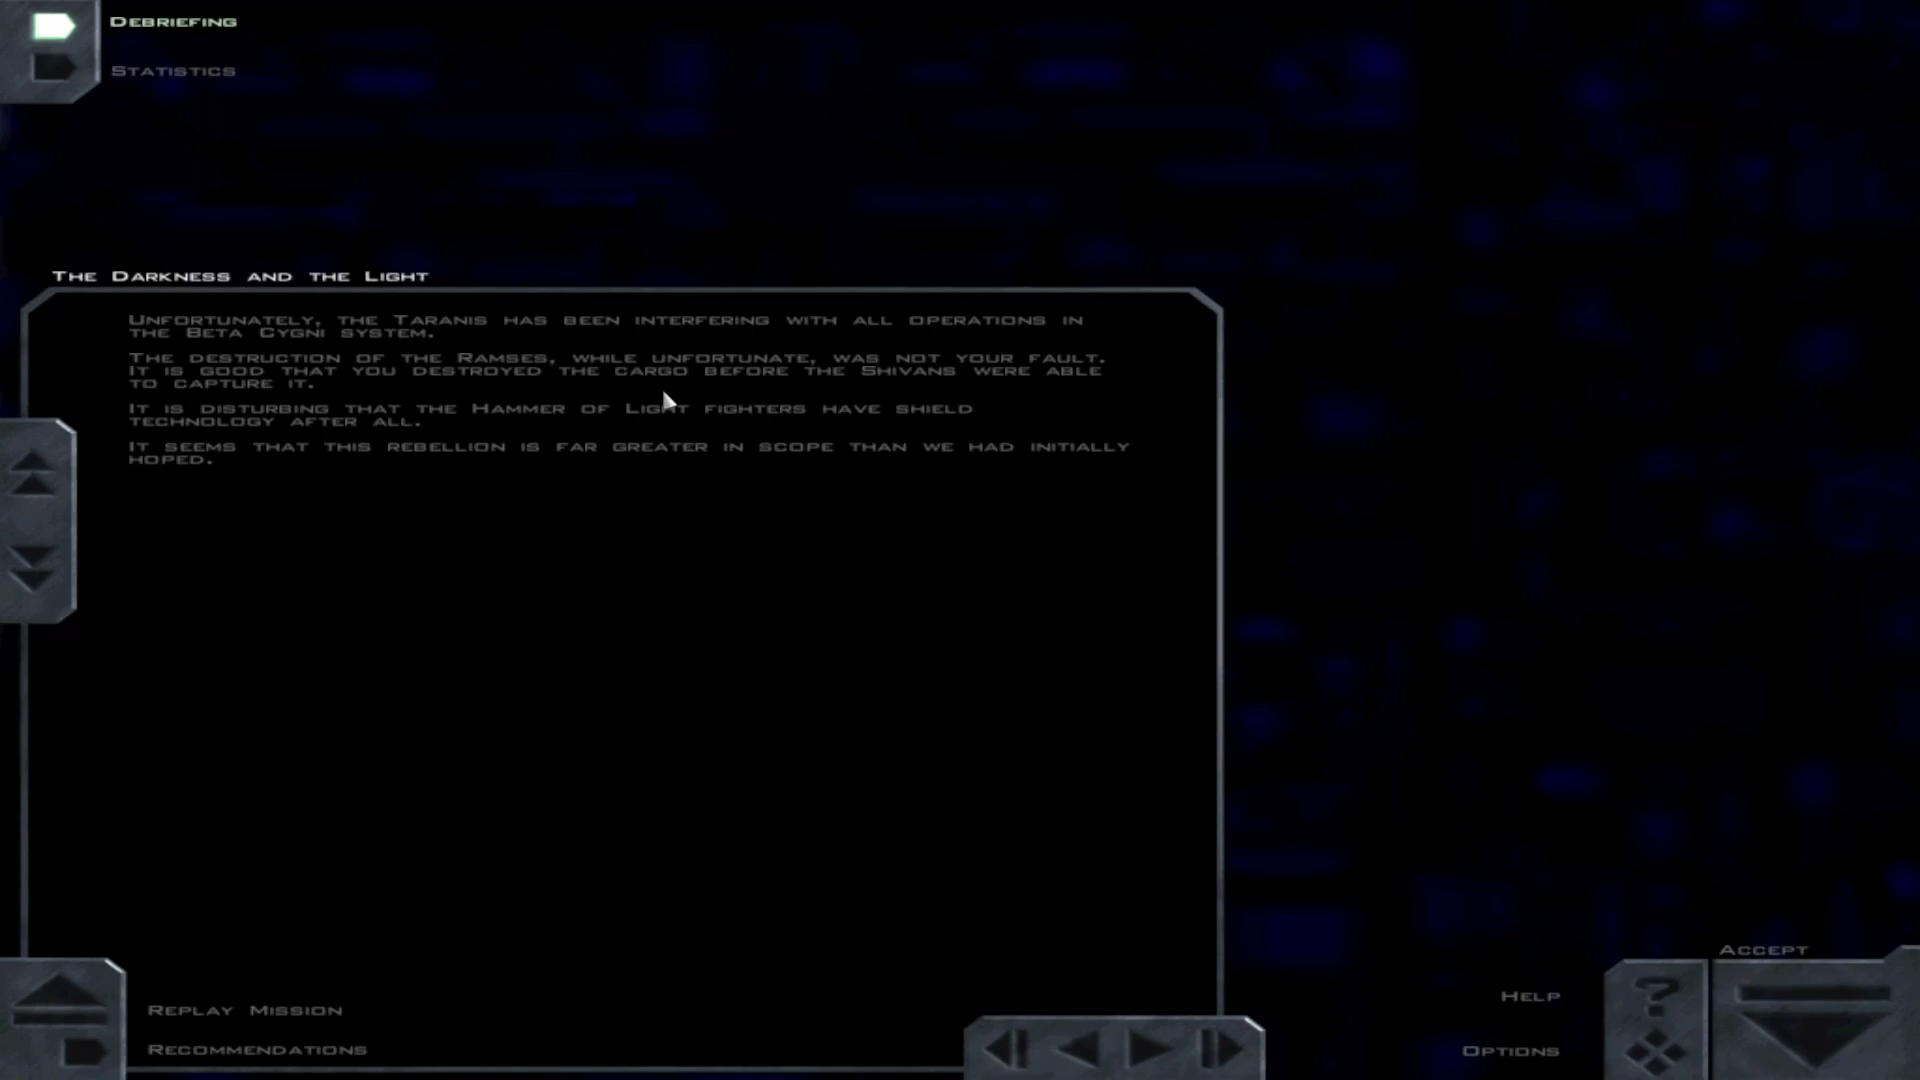 Debriefing
Statistics
The Darkness and the Light
Unfortunately, the Taranis has been interfering with all operations in
the Beta Cygni system.
The destruction of the Ramses, while unfortunate, was not your fault.
It is good that you destroyed the cargo before the Shivans were able
to capture it.
It is disturbing that the Hammer of Light fighters have shield
technology after all.
It seems that this rebellion is far greater in scope than we had initially
hoped.
Accept
Help
?
Replay Mission
Recommendations
Options